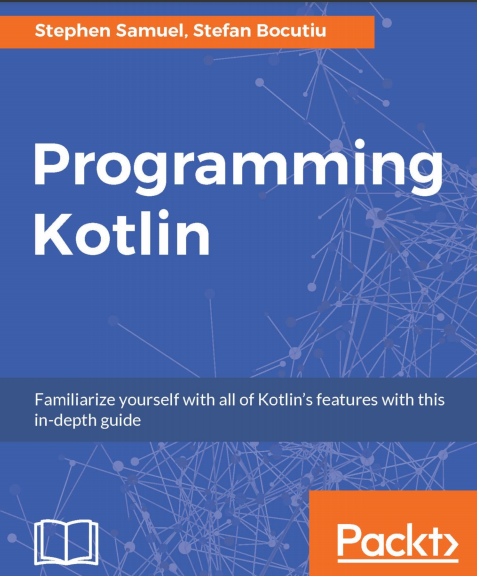 Stephen Samuel, Stefan Bocutiu
Programming
Kotlin
Familiarize yourself with all of Kotlin's features with this
in-depth guide
Packt>